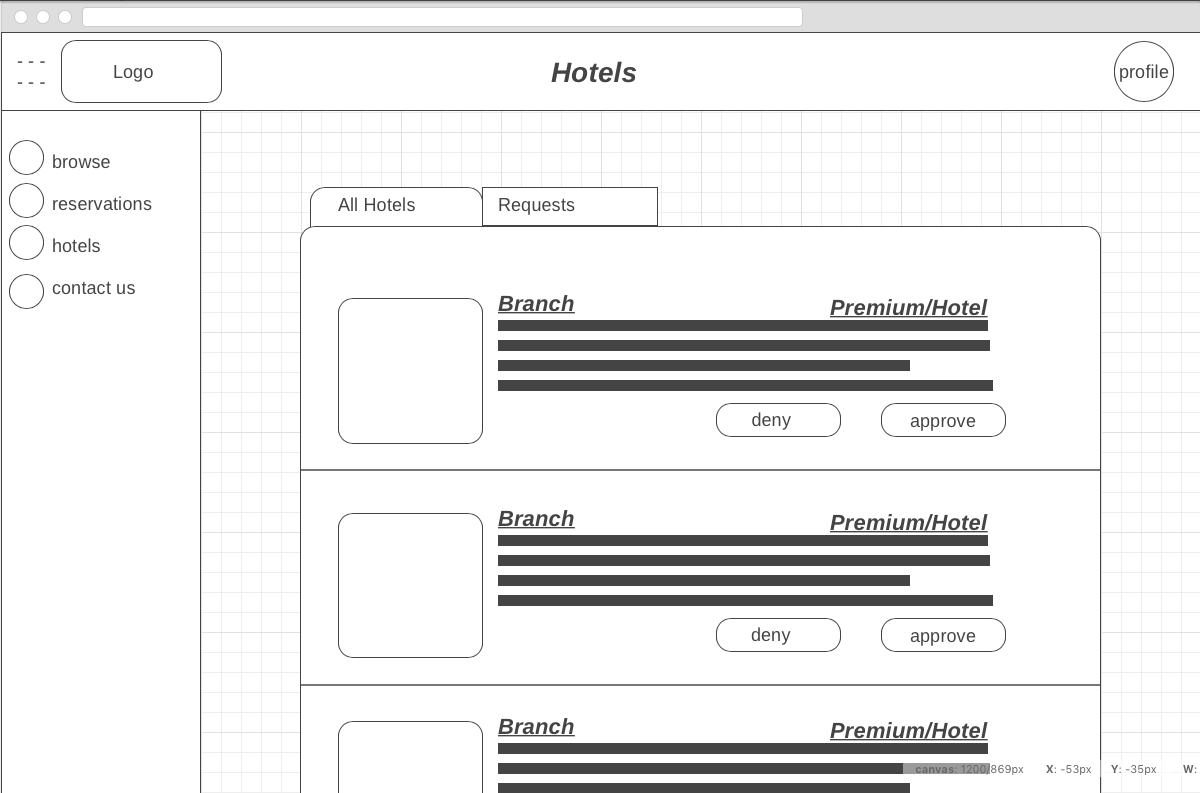 - - -
- - -
Logo
Hotels
profile
browse
reservations
hotels
contact us
All Hotels
Requests
Branch
Premium/Hotel
deny
approve
Branch
Premium/Hotel
deny
approve
Branch
Premium/Hotel
canvas: 1200/869px X: -53px Y: -35px W: